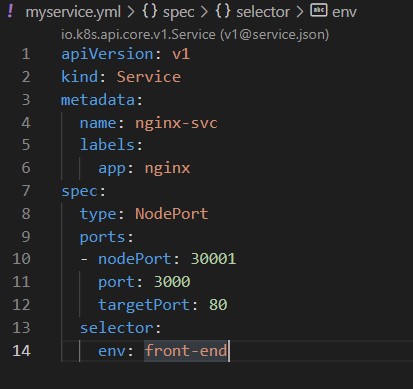 ! myservice.yml > {} spec > {} selector > abc env
io.k8s.api.core.v1.Service (v1@service.json)
1 apiVersion: v1
2 kind: Service
3 metadata:
4   name: nginx-svc
5   labels:
6     app: nginx
7 spec:
8   type: NodePort
9   ports:
10   - nodePort: 30001
11     port: 3000
12     targetPort: 80
13   selector:
14     env: front-end